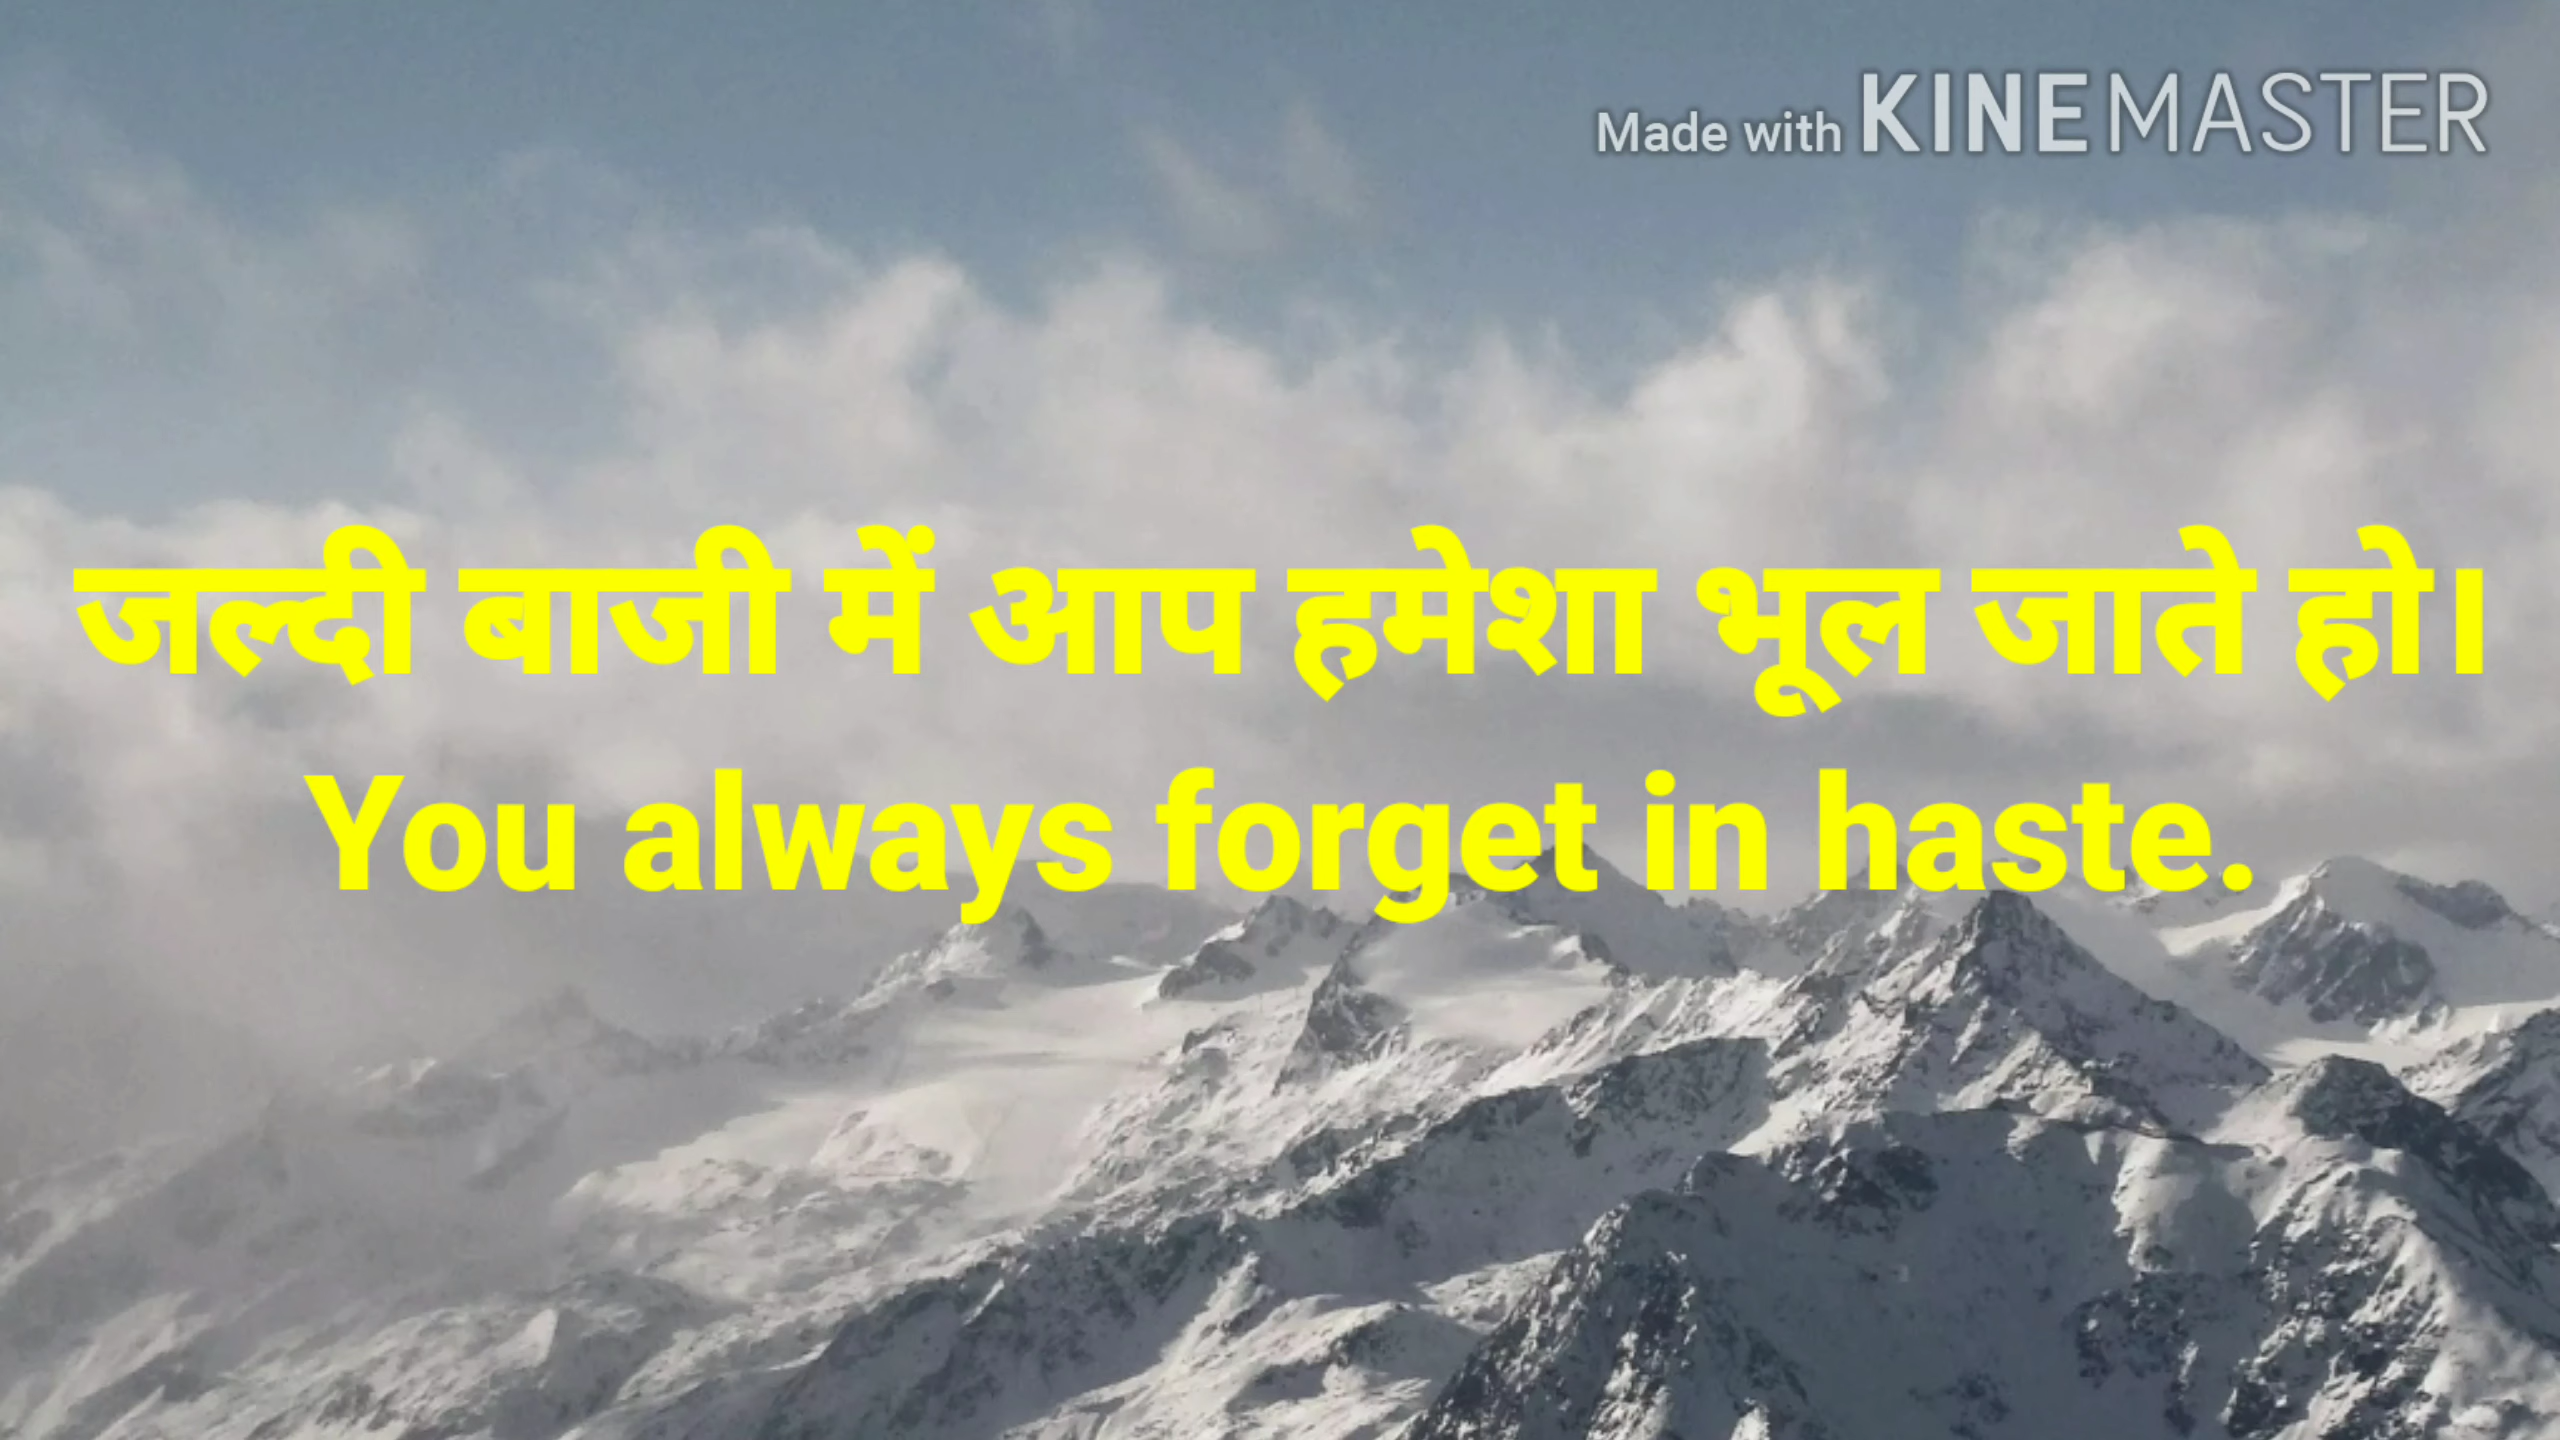 Made with KINEMASTER
जल्दी बाजी में आप हमेशा भूल जाते हो।
You always forget in haste.